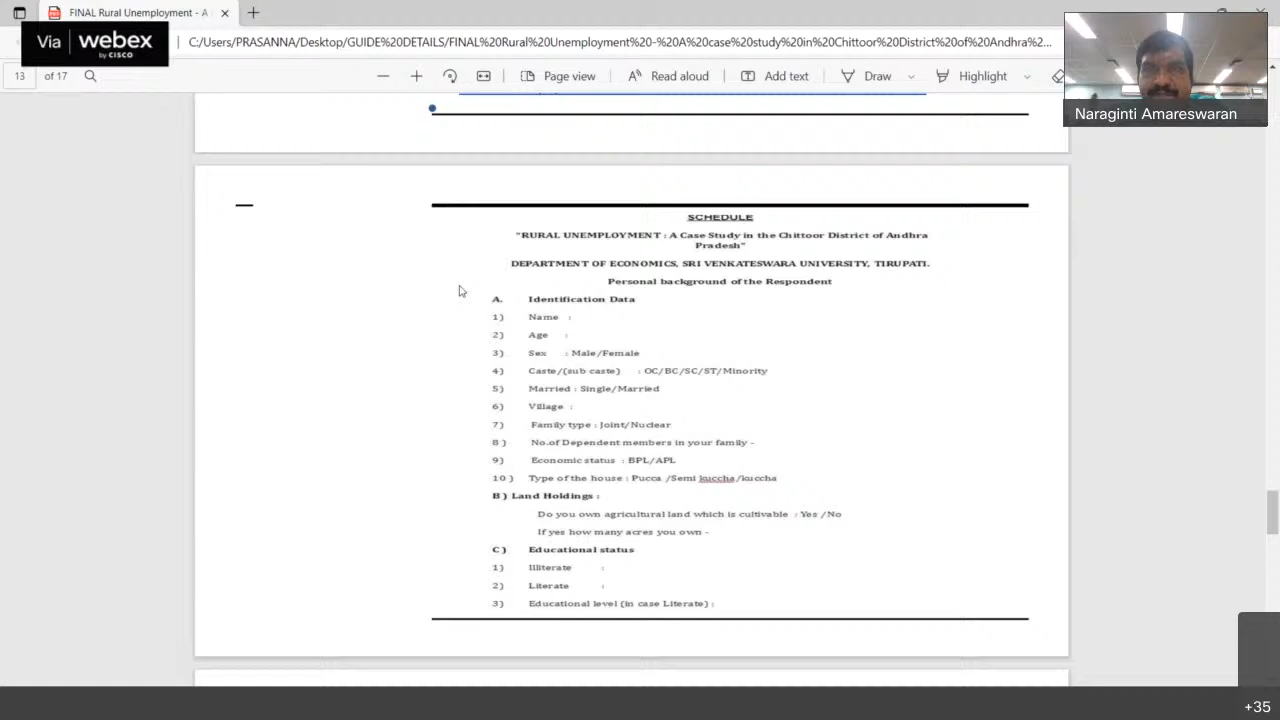 FINAL Rural Unemployment - A
Via webex by CISCO
C:/Users/PRASANNA/Desktop/GUIDE%20DETAILS/FINAL%20Rural%20Unemployment%20-%20A%20case%20study%20in%20Chittoor%20District%20of%20Andhra%2...
13 of 17
Page view
Read aloud
Add text
Draw
Highlight
Naraginti Amareswaran
SCHEDULE
"RURAL UNEMPLOYMENT : A Case Study in the Chittoor District of Andhra
Pradesh"
DEPARTMENT OF ECONOMICS, SRI VENKATESWARA UNIVERSITY, TIRUPATI.
Personal background of the Respondent
A. Identification Data
1) Name :
2) Age :
3) Sex : Male/Female
4) Caste/(sub caste) : OC/BC/SC/ST/Minority
5) Married : Single/Married
6) Village :
7) Family type : Joint/Nuclear
8 ) No.of Dependent members in your family -
9) Economic status : BPL/APL
10 ) Type of the house : Pucca /Semi kuccha/kuccha
B ) Land Holdings :
Do you own agricultural land which is cultivable : Yes /No
If yes how many acres you own -
C ) Educational status
1) Illiterate :
2) Literate :
3) Educational level (in case Literate) :
+35